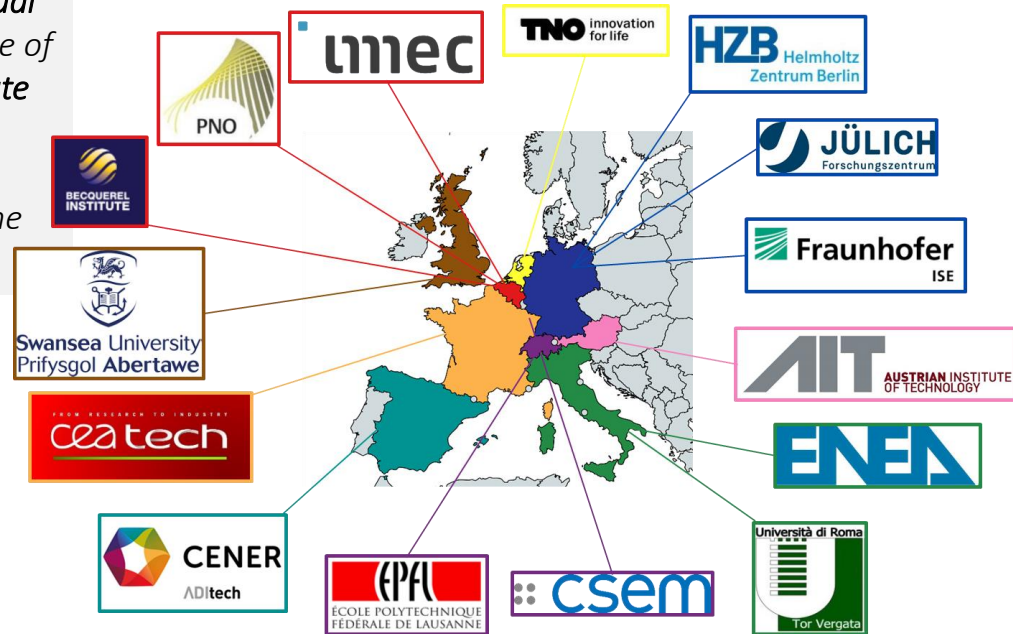 e of
PNO
imec
TNO innovation
for life
HZB Helmholtz
Zentrum Berlin
JÜLICH
Forschungszentrum
BECQUEREL
INSTITUTE
Fraunhofer
ISE
Swansea University
Prifysgol Abertawe
AIT AUSTRIAN INSTITUTE
OF TECHNOLOGY
FROM RESEARCH TO INDUSTRY
cea tech
ENEA
CENER
ADItech
EPFL
ÉCOLE POLYTECHNIQUE
FÉDÉRALE DE LAUSANNE
csem
Università di Roma
Tor Vergata